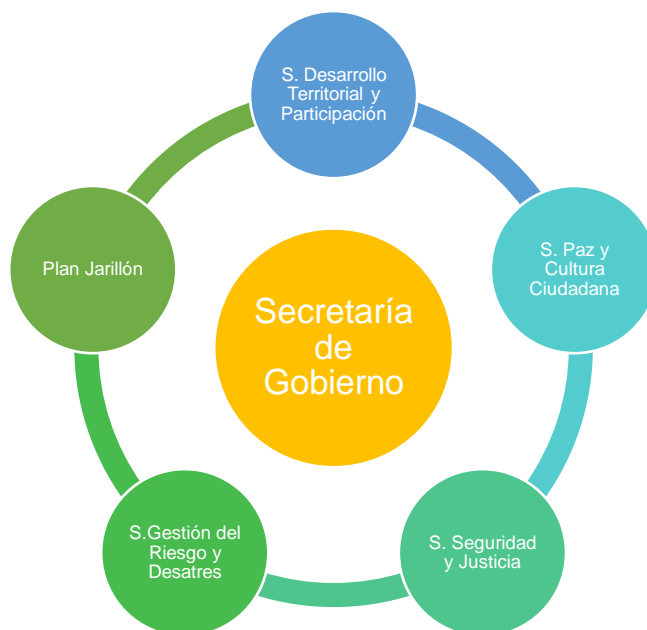 S. Desarrollo
Territorial y
Participación
S. Paz y
Cultura
Ciudadana
S. Seguridad
y Justicia
S.Gestión del
Riesgo y
Desatres
Plan Jarillón
Secretaría
de
Gobierno